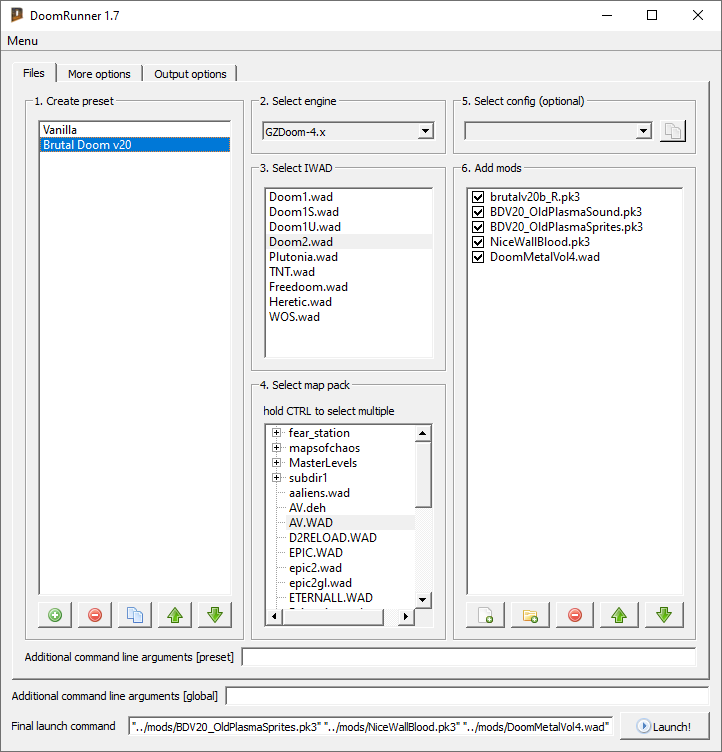 DoomRunner 1.7
Menu
Files
More options
Output options
1. Create preset
Vanilla
Brutal Doom v20
2. Select engine
GZDoom-4.x
3. Select IWAD
Doom1.wad
Doom1S.wad
Doom1U.wad
Doom2.wad
Plutonia.wad
TNT.wad
Freedoom.wad
Heretic.wad
WOS.wad
4. Select map pack
hold CTRL to select multiple
fear_station
mapsofchaos
MasterLevels
subdir1
aaliens.wad
AV.deh
AV.WAD
D2RELOAD.WAD
EPIC.WAD
epic2.wad
epic2gl.wad
ETERNALL.WAD
5. Select config (optional)
6. Add mods
brutalv20b_R.pk3
BDV20_OldPlasmaSound.pk3
BDV20_OldPlasmaSprites.pk3
NiceWallBlood.pk3
DoomMetalVol4.wad
Additional command line arguments [preset]
Additional command line arguments [global]
Final launch command
"../mods/BDV20_OldPlasmaSprites.pk3" "../mods/NiceWallBlood.pk3" "../mods/DoomMetalVol4.wad"
Launch!